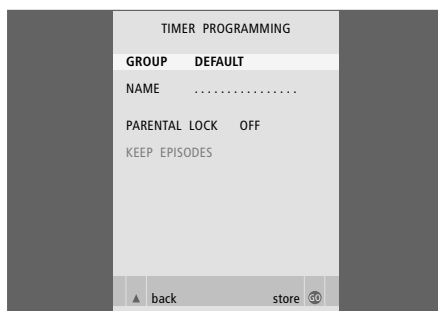 TIMER PROGRAMMING
GROUP DEFAULT
NAME ................
PARENTAL LOCK OFF
KEEP EPISODES
▲ back store GO